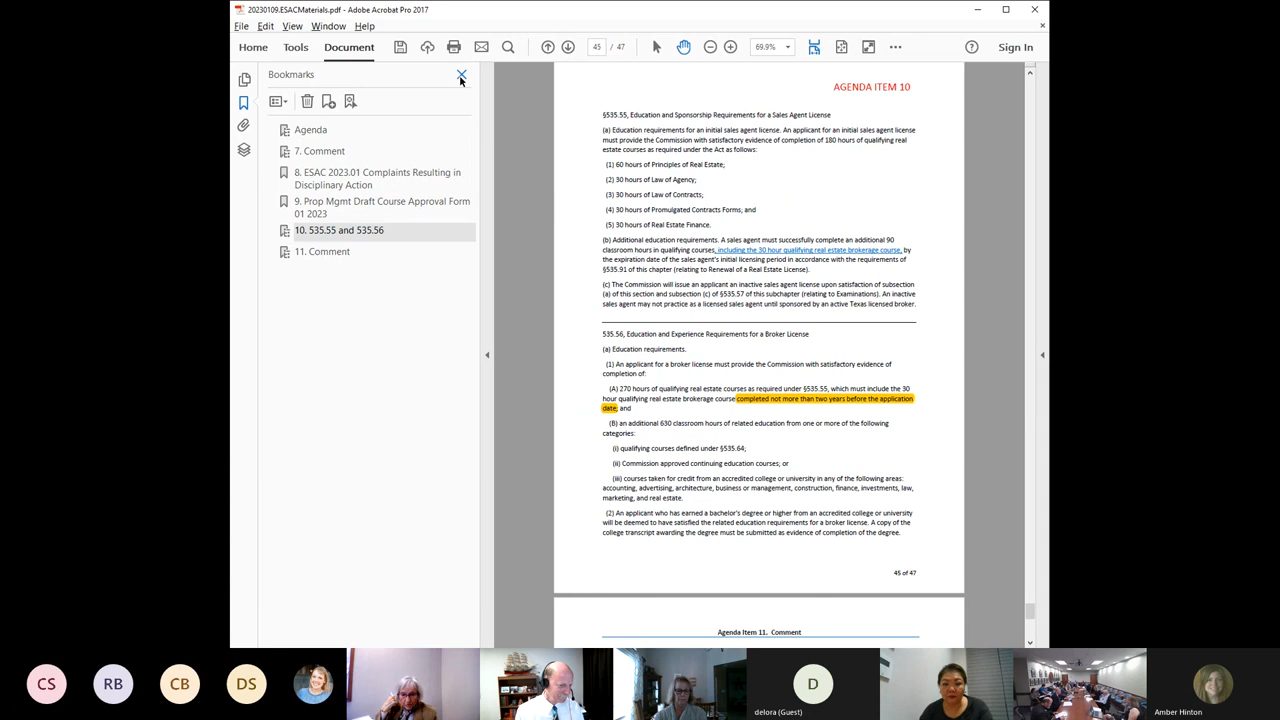 20230109.ESACMaterials.pdf - Adobe Acrobat Pro 2017
File Edit View Window Help
Home Tools Document 45 / 47 69.9% Sign In
Bookmarks
Agenda
7. Comment
8. ESAC 2023.01 Complaints Resulting in
Disciplinary Action
9. Prop Mgmt Draft Course Approval Form
01 2023
10. 535.55 and 535.56
11. Comment
AGENDA ITEM 10
§535.55, Education and Sponsorship Requirements for a Sales Agent License
(a) Education requirements for an initial sales agent license. An applicant for an initial sales agent license
must provide the Commission with satisfactory evidence of completion of 180 hours of qualifying real
estate courses as required under the Act as follows:
(1) 60 hours of Principles of Real Estate;
(2) 30 hours of Law of Agency;
(3) 30 hours of Law of Contracts;
(4) 30 hours of Promulgated Contracts Forms; and
(5) 30 hours of Real Estate Finance.
(b) Additional education requirements. A sales agent must successfully complete an additional 90
classroom hours in qualifying courses, including the 30 hour qualifying real estate brokerage course, by
the expiration date of the sales agent's initial licensing period in accordance with the requirements of
§535.91 of this chapter (relating to Renewal of a Real Estate License).
(c) The Commission will issue an applicant an inactive sales agent license upon satisfaction of subsection
(a) of this section and subsection (c) of §535.57 of this subchapter (relating to Examinations). An inactive
sales agent may not practice as a licensed sales agent until sponsored by an active Texas licensed broker.
535.56, Education and Experience Requirements for a Broker License
(a) Education requirements.
(1) An applicant for a broker license must provide the Commission with satisfactory evidence of
completion of:
(A) 270 hours of qualifying real estate courses as required under §535.55, which must include the 30
hour qualifying real estate brokerage course completed not more than two years before the application
date; and
(B) an additional 630 classroom hours of related education from one or more of the following
categories:
(i) qualifying courses defined under §535.64;
(ii) Commission approved continuing education courses; or
(iii) courses taken for credit from an accredited college or university in any of the following areas:
accounting, advertising, architecture, business or management, construction, finance, investments, law,
marketing, and real estate.
(2) An applicant who has earned a bachelor's degree or higher from an accredited college or university
will be deemed to have satisfied the related education requirements for a broker license. A copy of the
college transcript awarding the degree must be submitted as evidence of completion of the degree.
45 of 47
Agenda Item 11. Comment
CS RB CB DS D
delora (Guest)
Amber Hinton